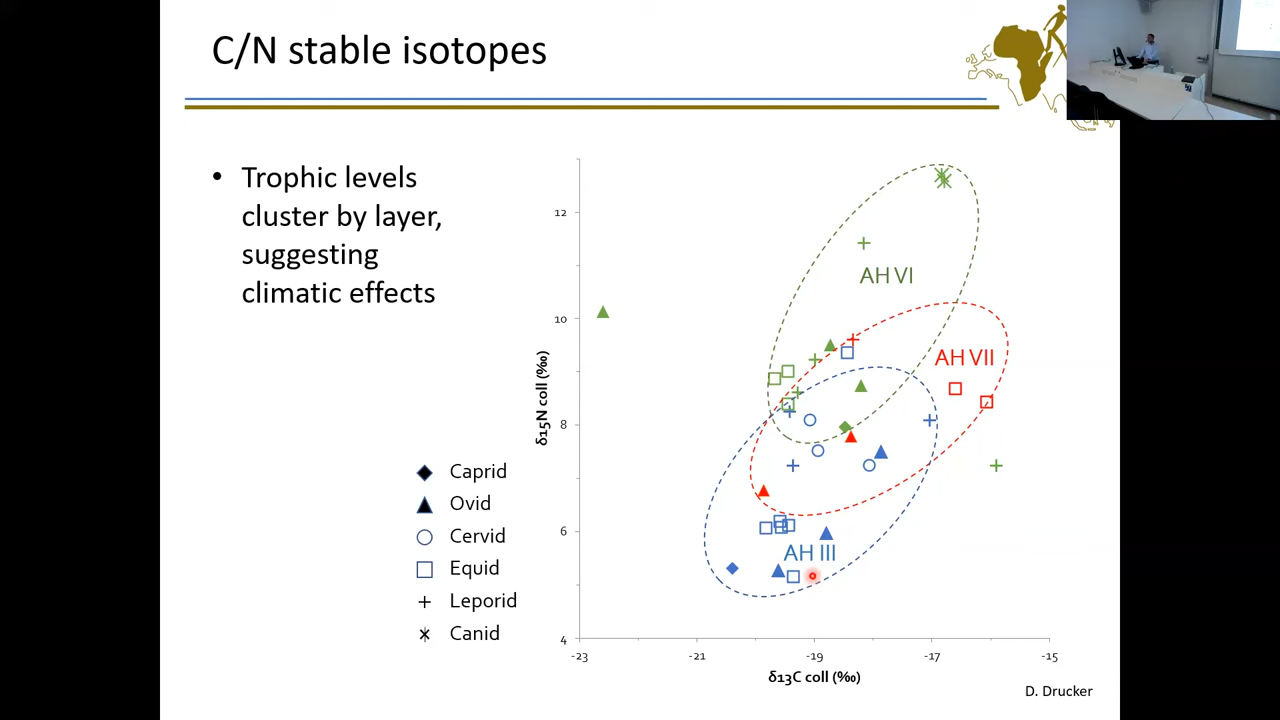 C/N stable isotopes
• Trophic levels
cluster by layer,
suggesting
climatic effects
12
10
8
6
4
-23
-21
-19
-17
-15
δ15N coll (‰)
δ13C coll (‰)
AH VI
AH VII
AH III
Caprid
Ovid
Cervid
Equid
Leporid
Canid
D. Drucker